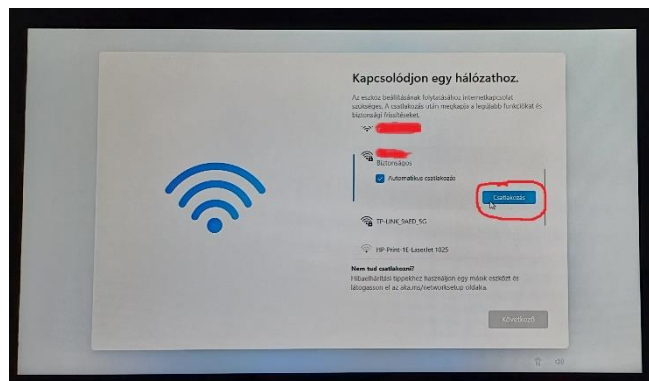 Kapcsolódjon egy hálózathoz.
Az eszköz beállításának folytatásához internetkapcsolat
szükséges. A csatlakozás után megkapja a legújabb funkciókat és
biztonsági frissítéseket.
Biztonságos
Automatikus csatlakozás
Csatlakozás
TP-LINK_9AED_5G
HP-Print-1E-LaserJet 1025
Nem tud csatlakozni?
Hibaelhárítási tippekhez használjon egy másik eszközt és
látogasson el az aka.ms/networksetup oldalra.
Következő